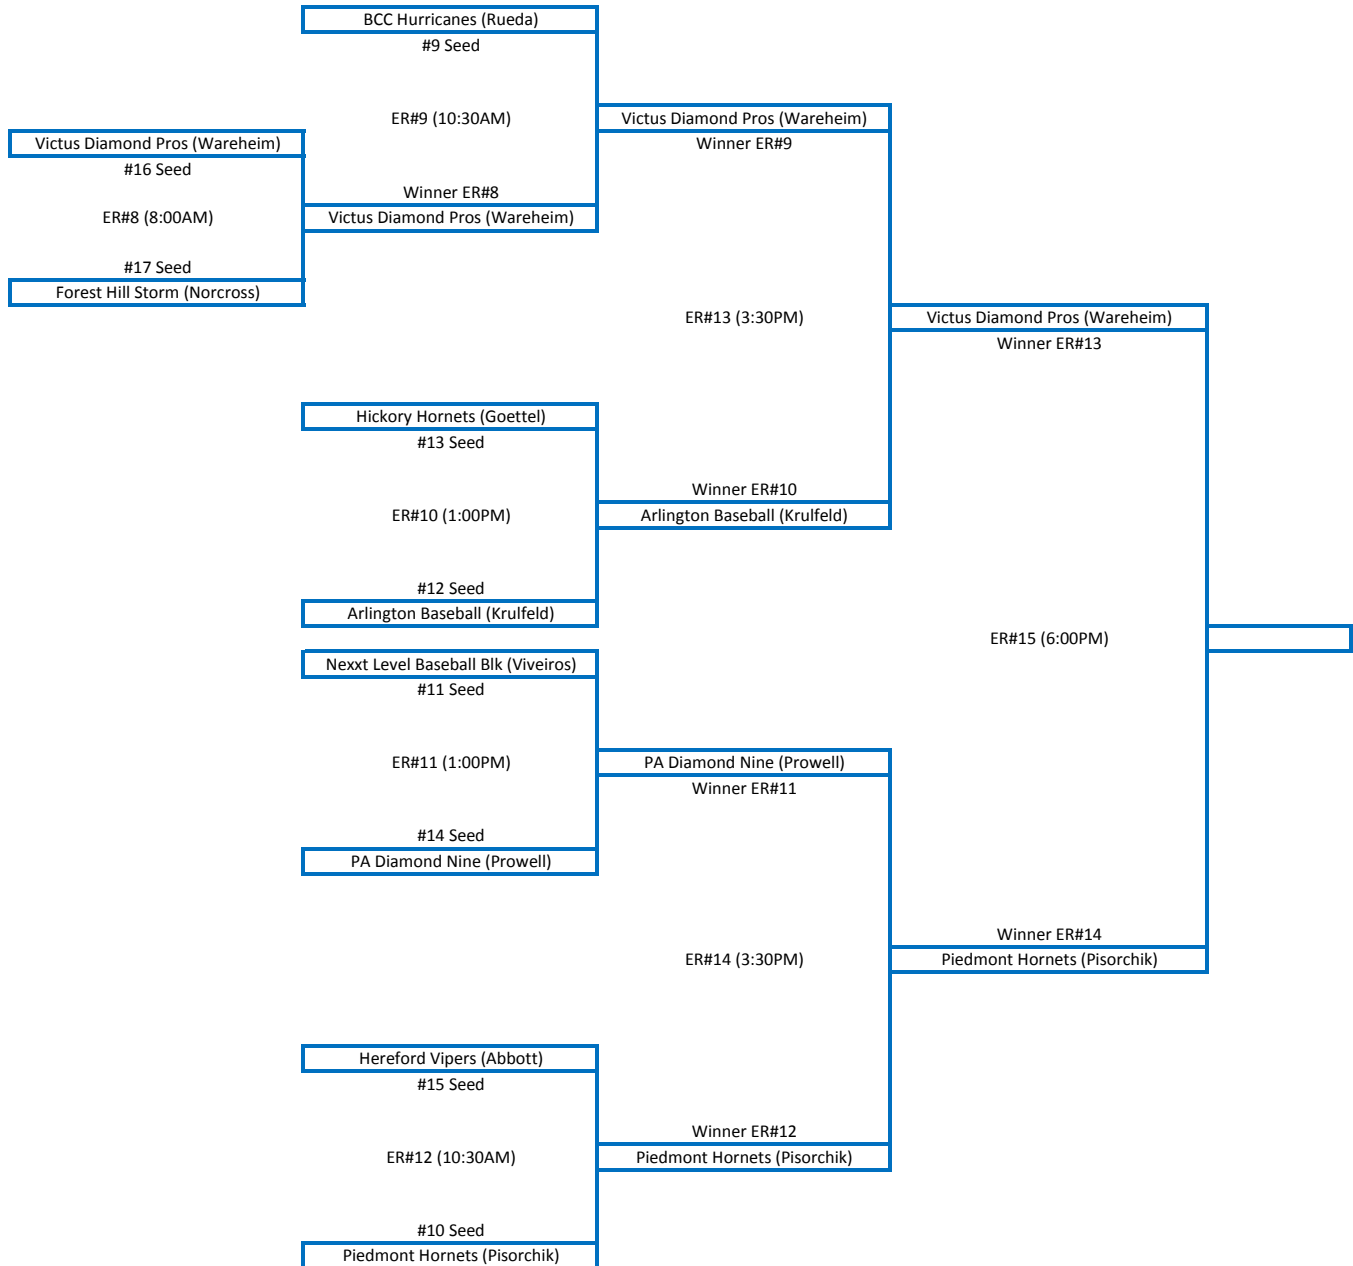 BCC Hurricanes (Rueda)
#9 Seed
ER#9 (10:30AM)
Victus Diamond Pros (Wareheim)
Winner ER#9
Victus Diamond Pros (Wareheim)
#16 Seed
Winner ER#8
ER#8 (8:00AM)
Victus Diamond Pros (Wareheim)
#17 Seed
Forest Hill Storm (Norcross)
ER#13 (3:30PM)
Victus Diamond Pros (Wareheim)
Winner ER#13
Hickory Hornets (Goettel)
#13 Seed
Winner ER#10
ER#10 (1:00PM)
Arlington Baseball (Krulfeld)
#12 Seed
Arlington Baseball (Krulfeld)
ER#15 (6:00PM)
Nexxt Level Baseball Blk (Viveiros)
#11 Seed
ER#11 (1:00PM)
PA Diamond Nine (Prowell)
Winner ER#11
#14 Seed
PA Diamond Nine (Prowell)
Winner ER#14
ER#14 (3:30PM)
Piedmont Hornets (Pisorchik)
Hereford Vipers (Abbott)
#15 Seed
Winner ER#12
ER#12 (10:30AM)
Piedmont Hornets (Pisorchik)
#10 Seed
Piedmont Hornets (Pisorchik)